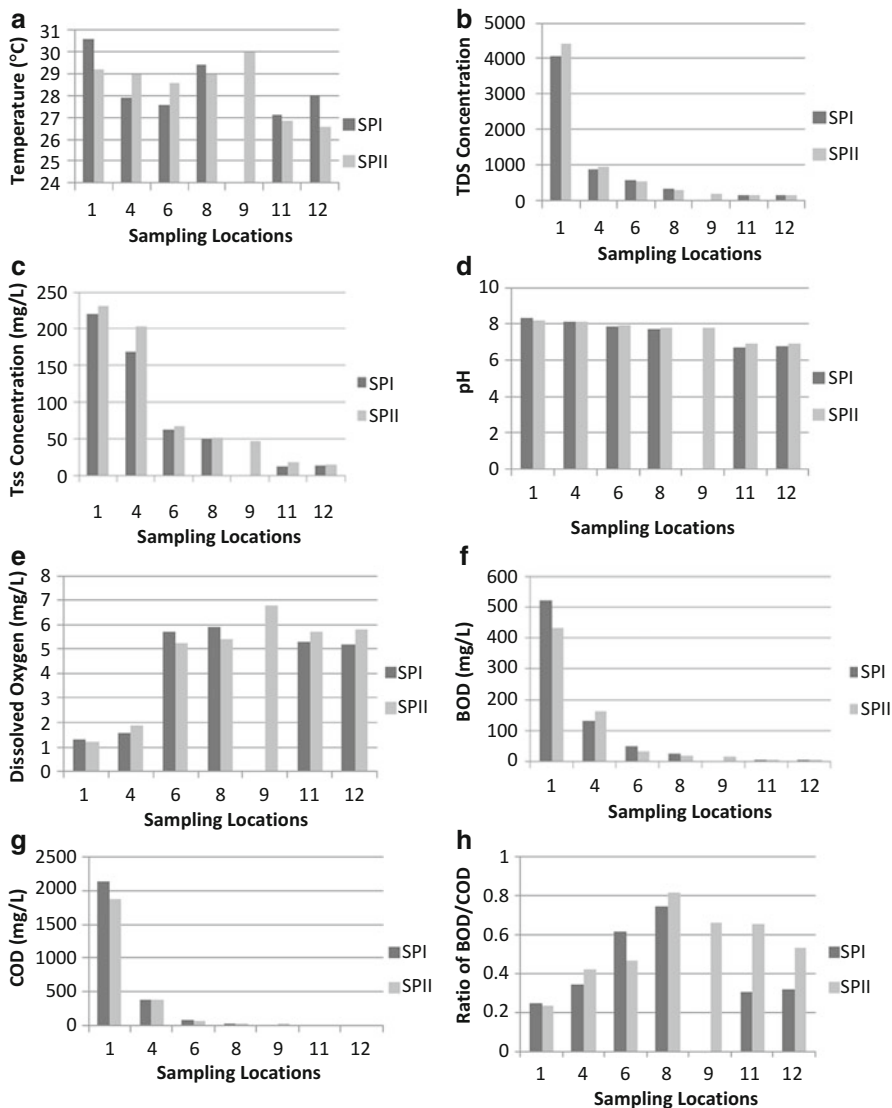 a
Temperature (°C)
31
30
29
28
27
26
25
24
1 4 6 8 9 11 12
Sampling Locations
SPI
SPII
b
TDS Concentration
5000
4000
3000
2000
1000
0
1 4 6 8 9 11 12
Sampling Locations
SPI
SPII
c
Tss Concentration (mg/L)
250
200
150
100
50
0
1 4 6 8 9 11 12
Sampling Locations
SPI
SPII
d
pH
10
8
6
4
2
0
1 4 6 8 9 11 12
Sampling Locations
SPI
SPII
e
Dissolved Oxygen (mg/L)
8
7
6
5
4
3
2
1
0
1 4 6 8 9 11 12
Sampling Locations
SPI
SPII
f
BOD (mg/L)
600
500
400
300
200
100
0
1 4 6 8 9 11 12
Sampling Locations
SPI
SPII
g
COD (mg/L)
2500
2000
1500
1000
500
0
1 4 6 8 9 11 12
Sampling Locations
SPI
SPII
h
Ratio of BOD/COD
1
0.8
0.6
0.4
0.2
0
1 4 6 8 9 11 12
Sampling Locations
SPI
SPII